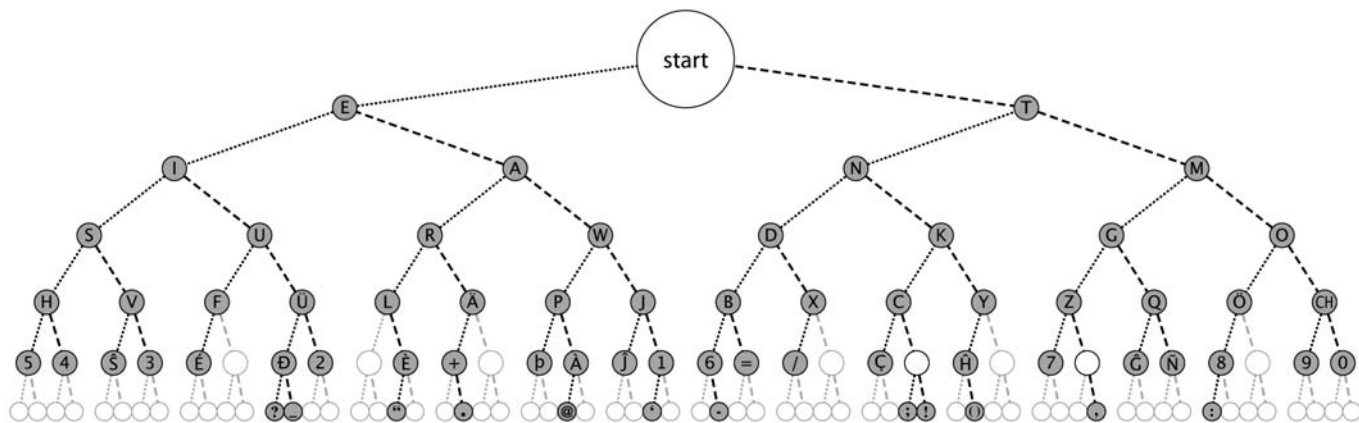 start
E T
I A N M
S U R W D K G O
H V F Ü L Ä P J B X C Y Z Q Ö CH
5 4 Ŝ 3 É Đ 2 È + þ À Ĵ 1 6 = / Ç Ĥ 7 Ĝ Ñ 8 9 0
? _ “ . @ ‘ - ; ! () , :